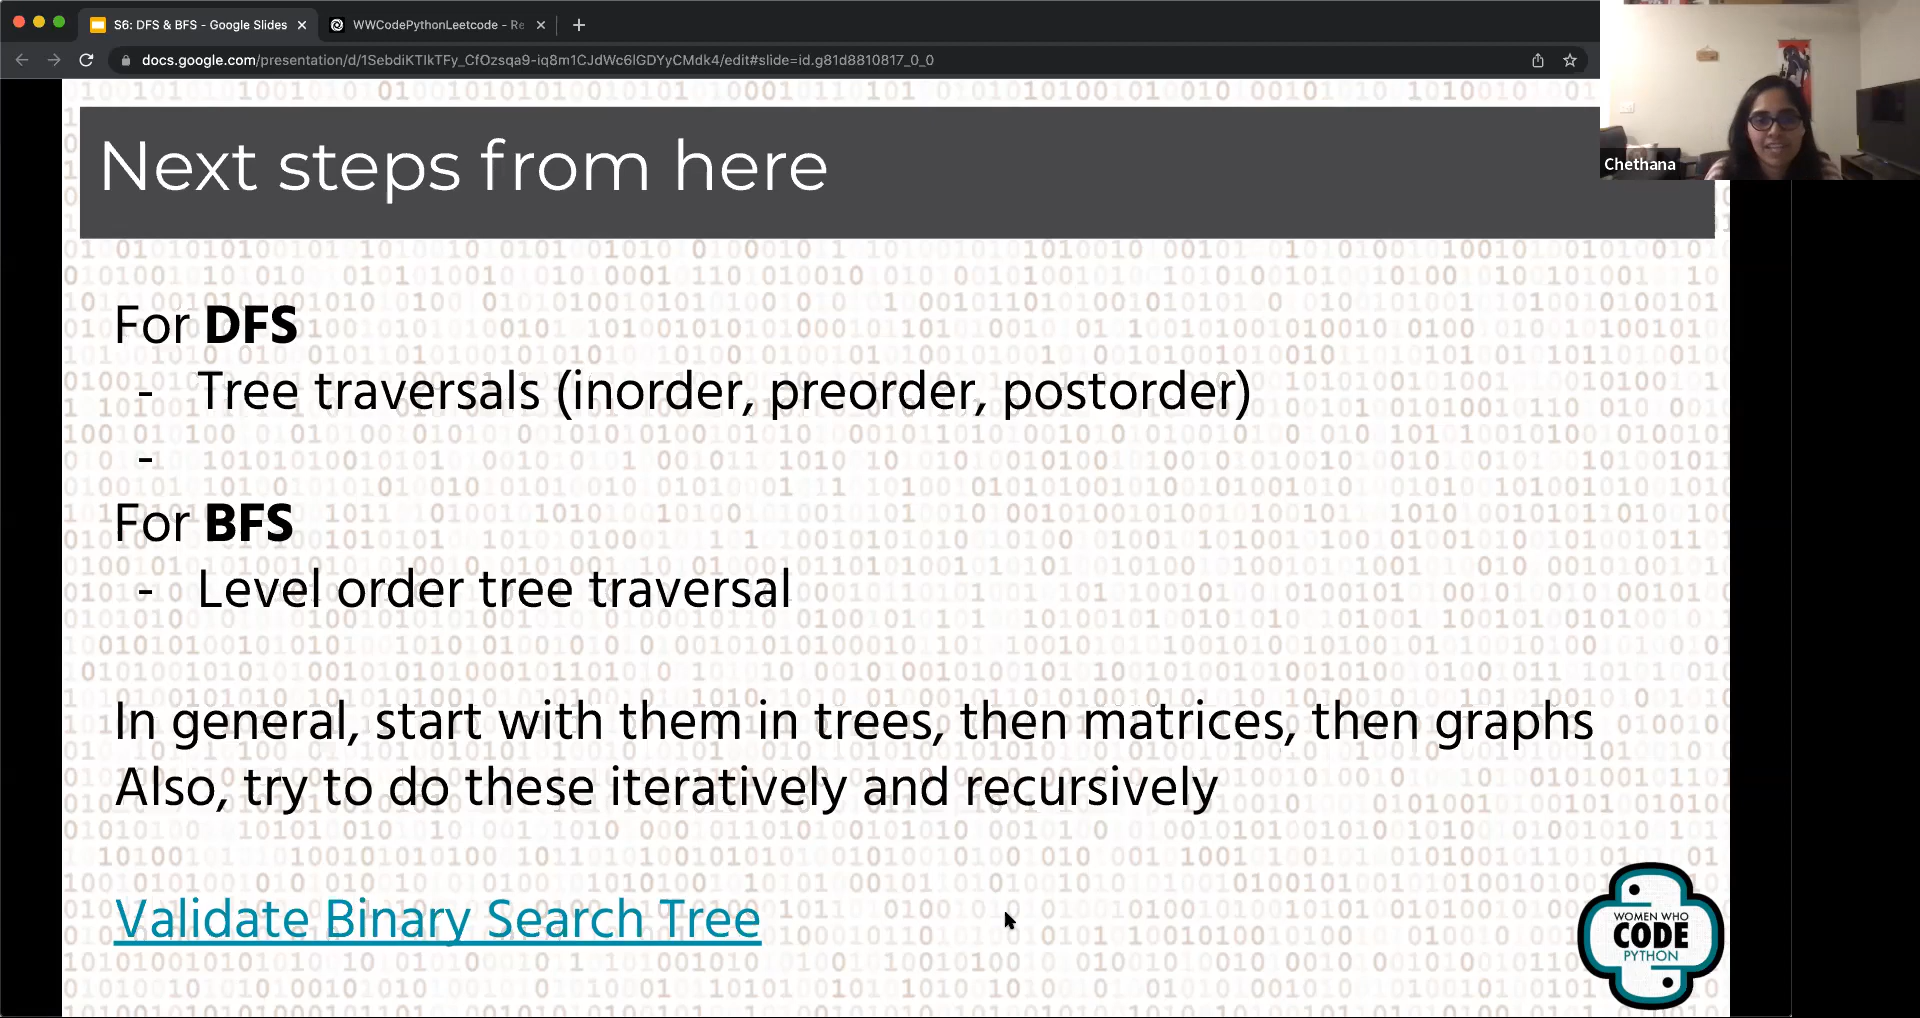 S6: DFS & BFS - Google Slides
WWCodePythonLeetcode - Re
docs.google.com/presentation/d/1SebdiKTIkTFy_CfOzsqa9-iq8m1CJdWc6lGDYyCMdk4/edit#slide=id.g81d8810817_0_0
Chethana
Next steps from here
For DFS
- Tree traversals (inorder, preorder, postorder)
-
For BFS
- Level order tree traversal
In general, start with them in trees, then matrices, then graphs
Also, try to do these iteratively and recursively
Validate Binary Search Tree
WOMEN WHO
CODE
PYTHON